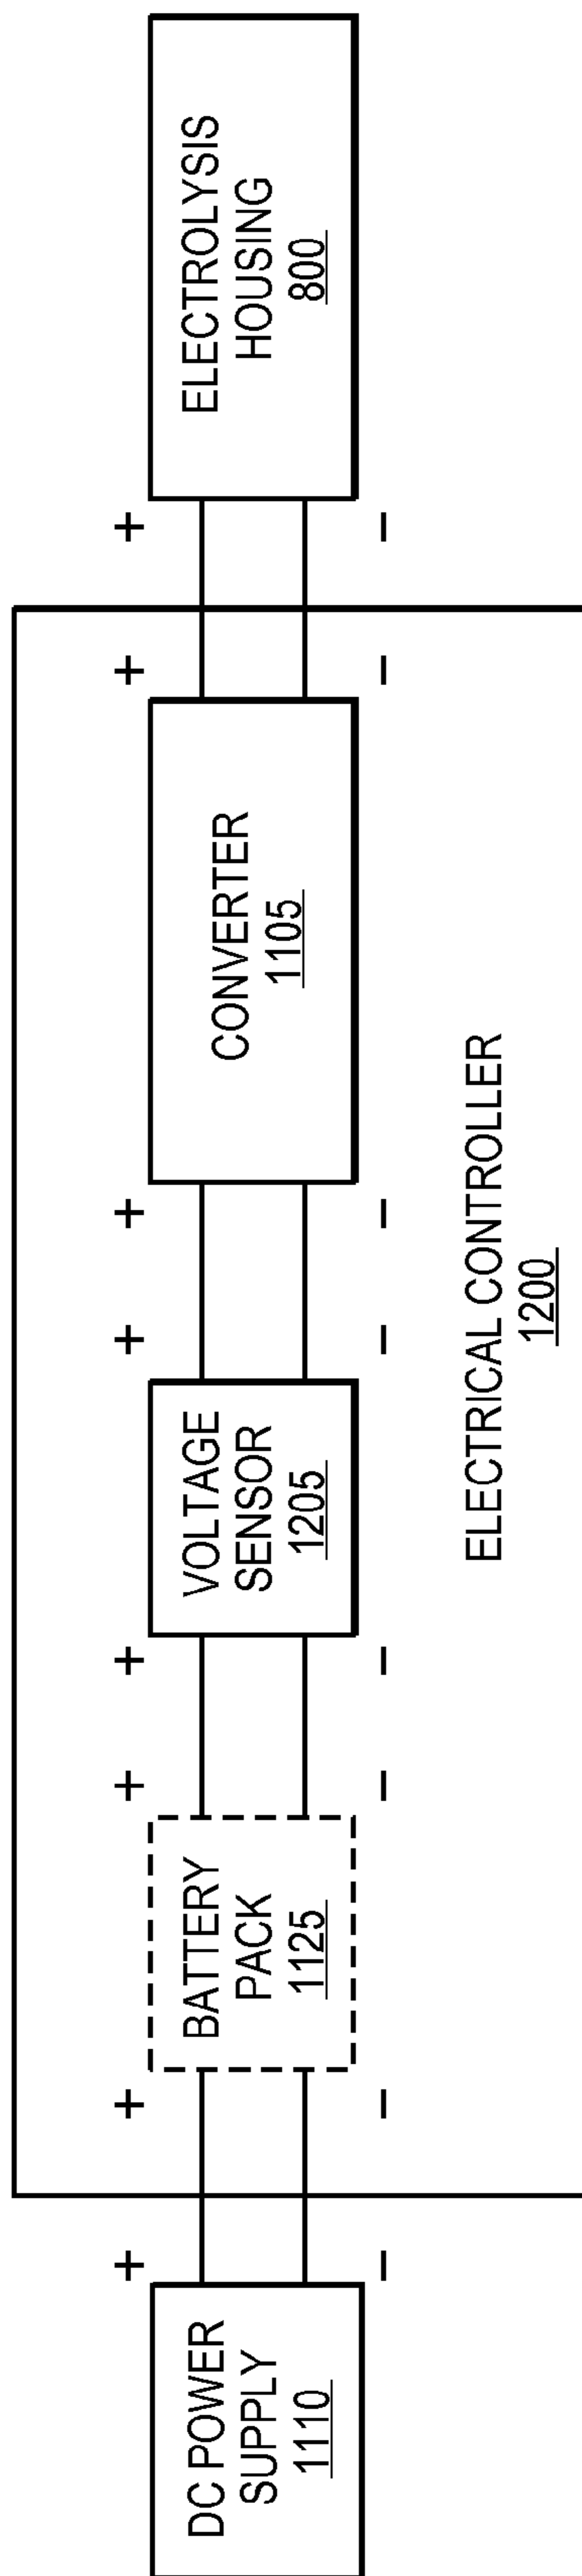 DC POWER
SUPPLY
1110
+ +
− −
BATTERY
PACK
1125
+ +
− −
VOLTAGE
SENSOR
1205
+ +
− −
CONVERTER
1105
+ +
− −
ELECTROLYSIS
HOUSING
800
ELECTRICAL CONTROLLER
1200